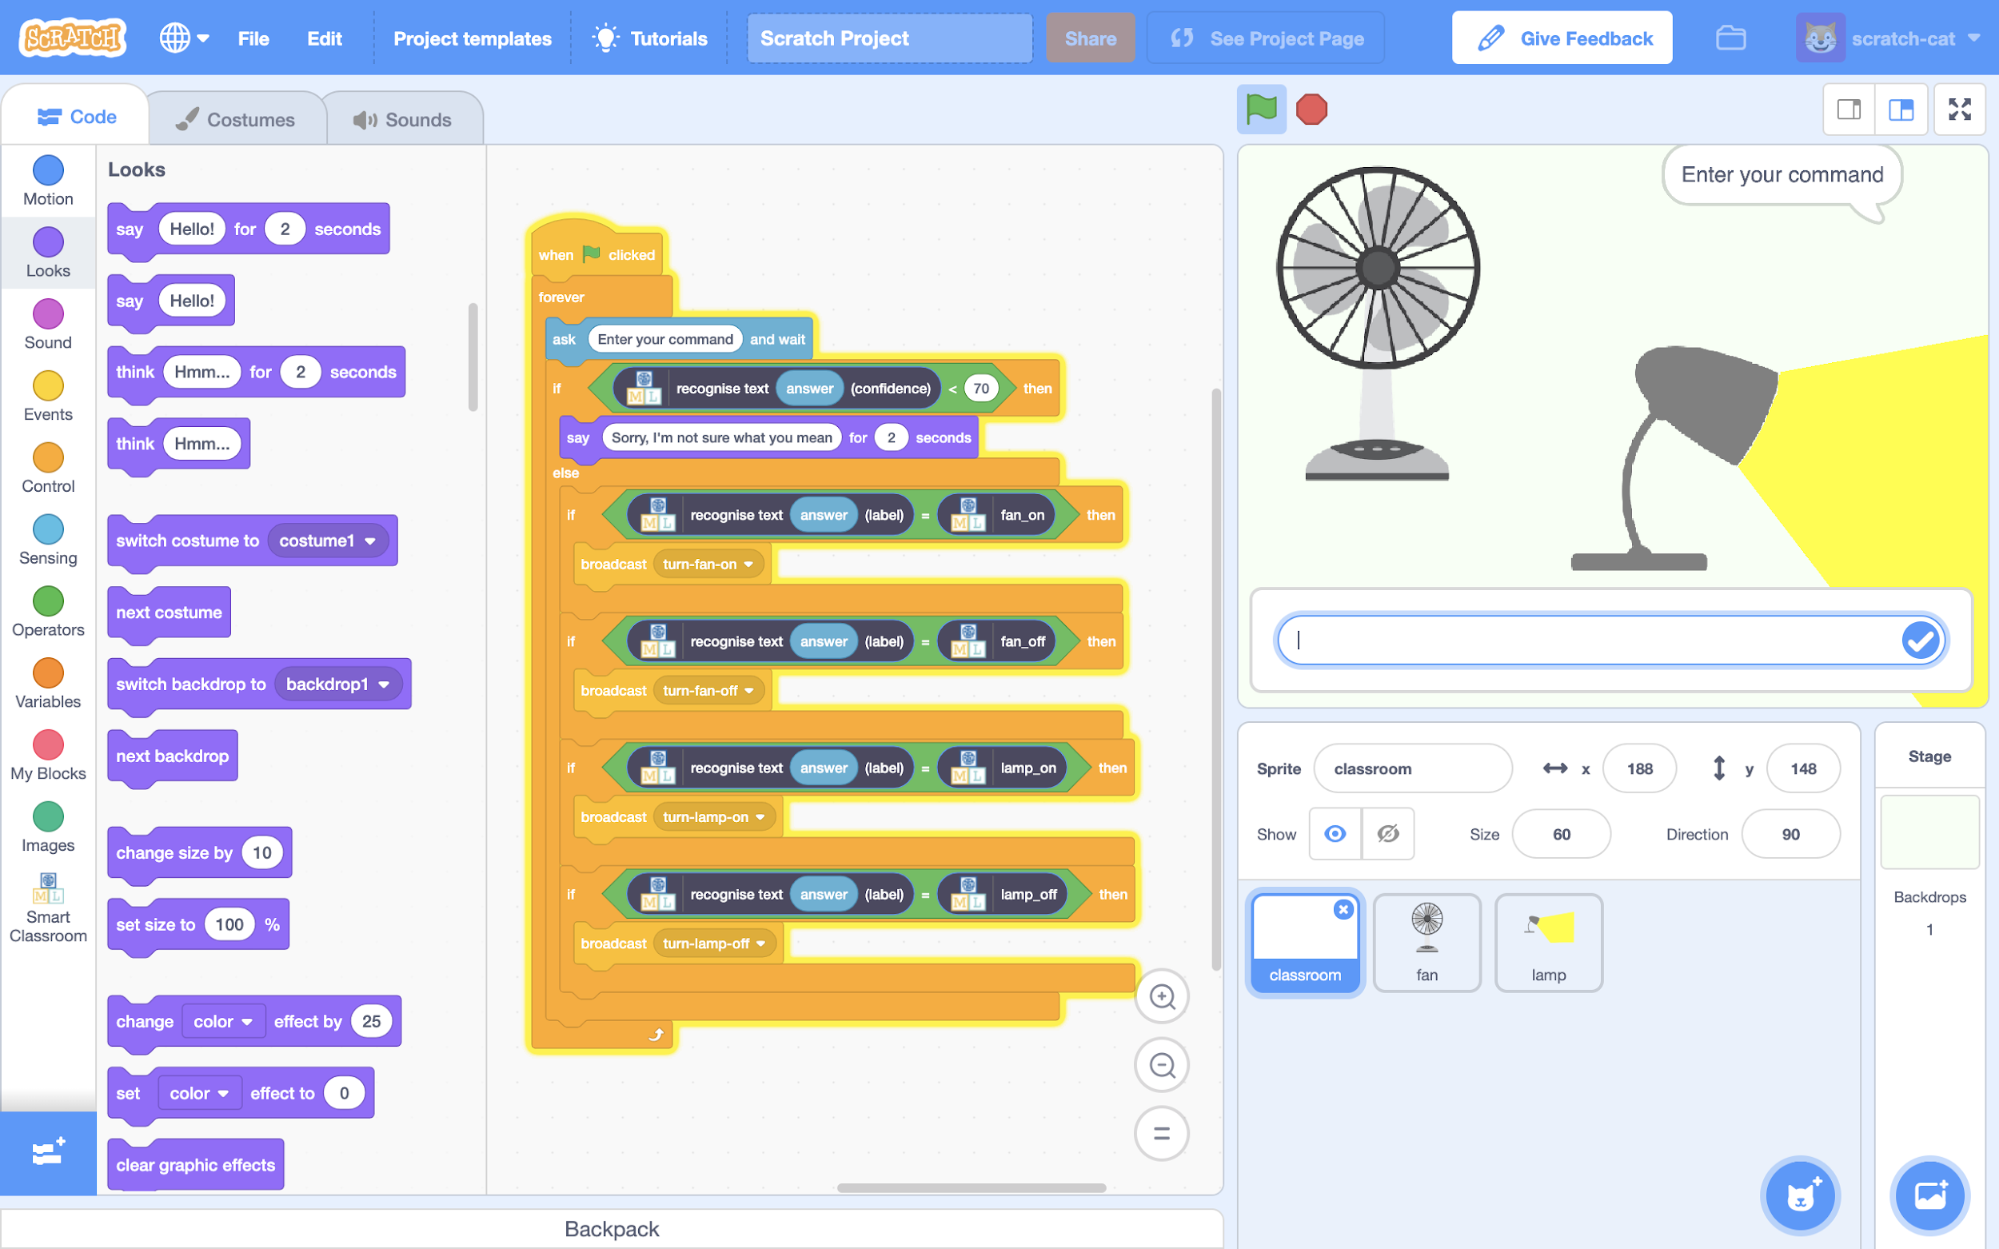 SCRATCH File Edit Project templates Tutorials Scratch Project Share See Project Page Give Feedback scratch-cat
Code Costumes Sounds
Motion
Looks
Sound
Events
Control
Sensing
Operators
Variables
My Blocks
Images
M L
Smart
Classroom
Looks
say Hello! for 2 seconds
say Hello!
think Hmm... for 2 seconds
think Hmm...
switch costume to costume1
next costume
switch backdrop to backdrop1
next backdrop
change size by 10
set size to 100 %
change color effect by 25
set color effect to 0
clear graphic effects
when clicked
forever
ask Enter your command and wait
if M L recognise text answer (confidence) < 70 then
say Sorry, I'm not sure what you mean for 2 seconds
else
if M L recognise text answer (label) = M L fan_on then
broadcast turn-fan-on
if M L recognise text answer (label) = M L fan_off then
broadcast turn-fan-off
if M L recognise text answer (label) = M L lamp_on then
broadcast turn-lamp-on
if M L recognise text answer (label) = M L lamp_off then
broadcast turn-lamp-off
Backpack
Enter your command
Sprite classroom x 188 y 148
Show Size 60 Direction 90
classroom fan lamp
Stage
Backdrops
1